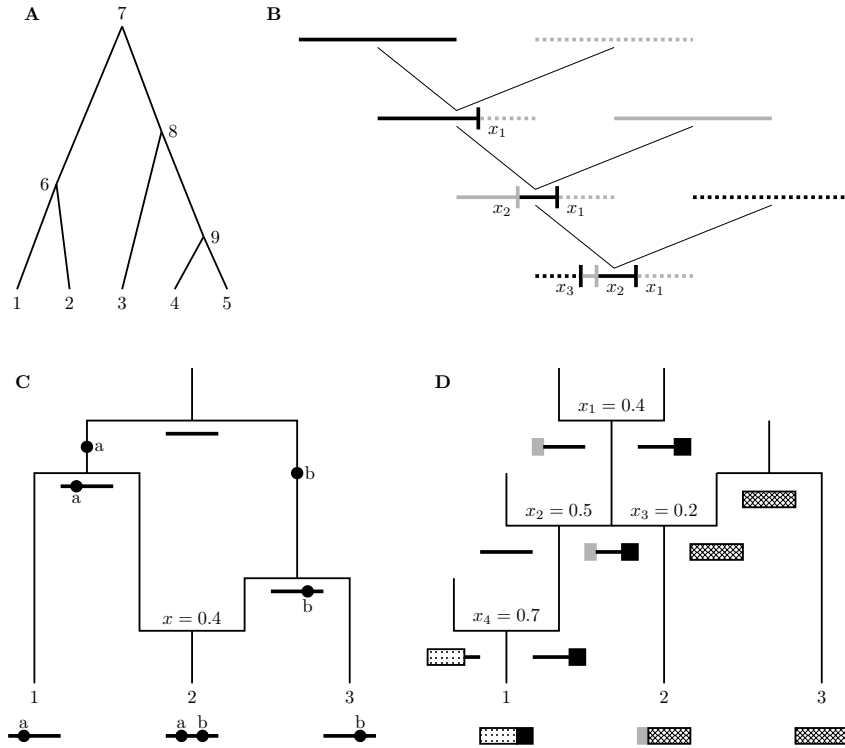 A
7
8
6
9
1 2 3 4 5
B
x₁
x₂ x₁
x₃ x₂ x₁
C
a
b
a
b
x = 0.4
1 2 3
a a b b
D
x₁ = 0.4
x₂ = 0.5 x₃ = 0.2
x₄ = 0.7
1 2 3